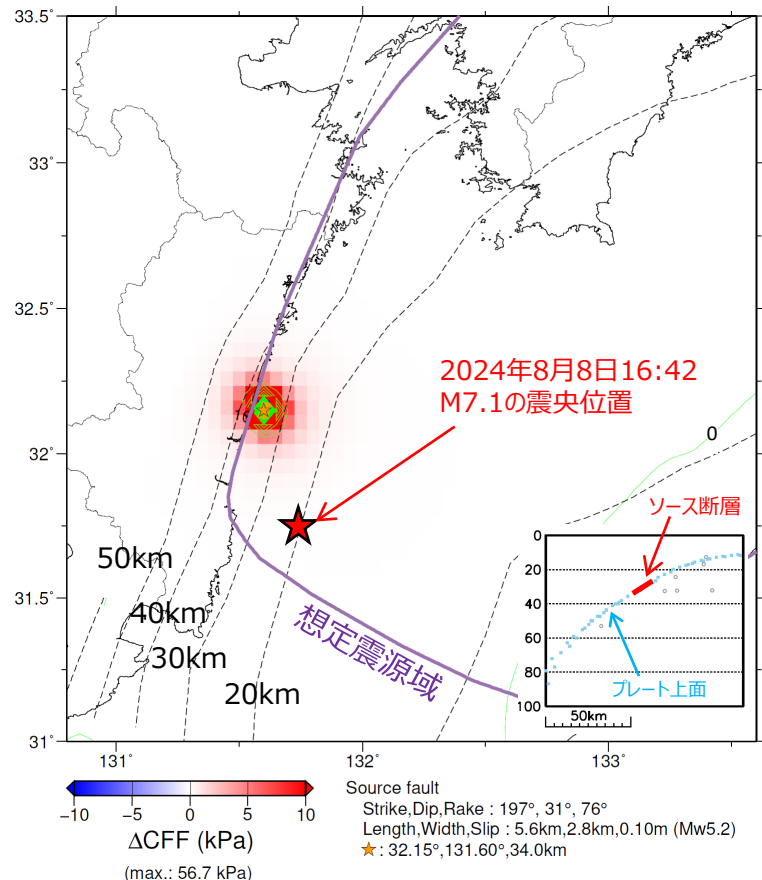 33.5°
33°
32.5°
32°
31.5°
31°
2024年8月8日16:42
M7.1の震央位置
0
ソース断層
0
20
40
60
80
100
プレート上面
50km
50km
40km
30km
20km
想定震源域
131°
132°
133°
−10
−5
0
5
10
ΔCFF (kPa)
(max.: 56.7 kPa)
Source fault
Strike,Dip,Rake : 197°, 31°, 76°
Length,Width,Slip : 5.6km,2.8km,0.10m (Mw5.2)
★: 32.15°,131.60°,34.0km